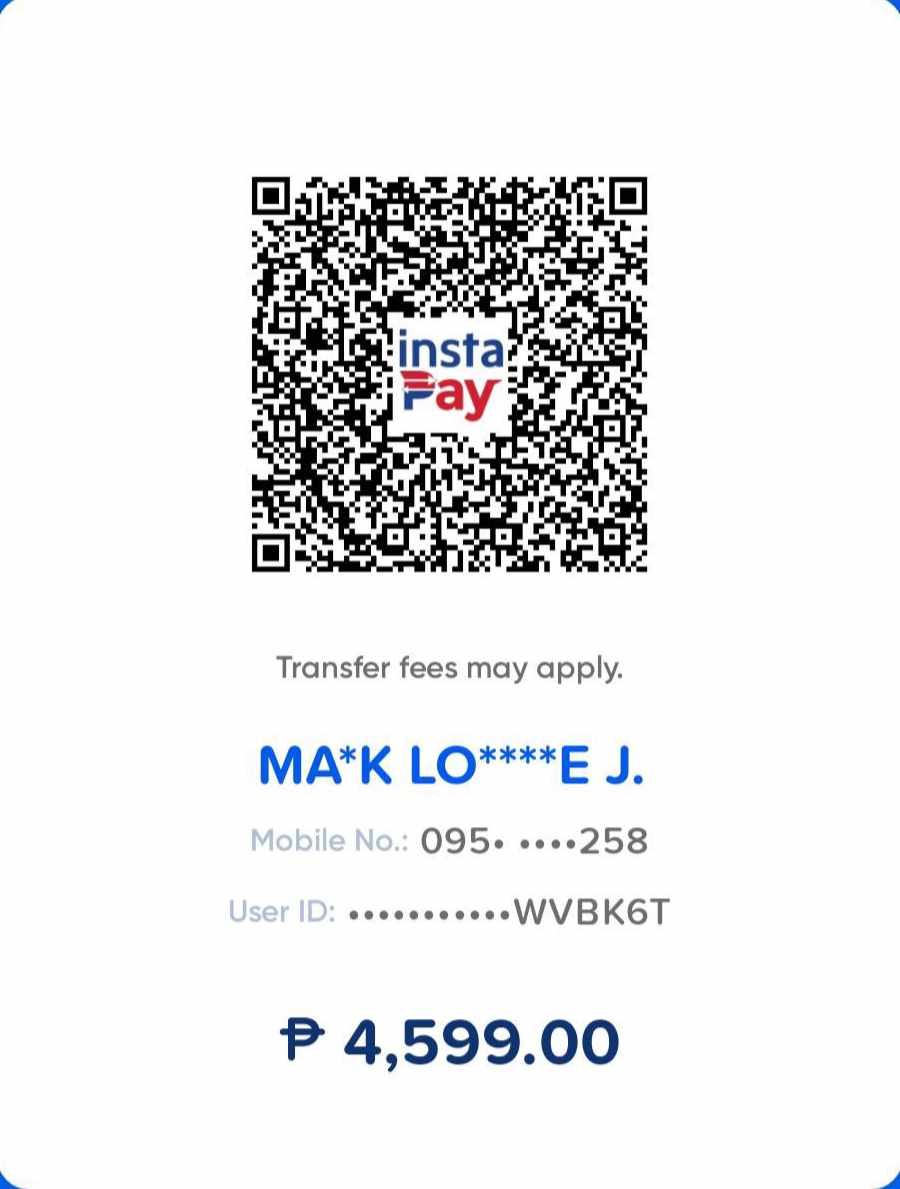 insta
Pay
Transfer fees may apply.
MA*K LO****E J.
Mobile No.: 095• ••••258
User ID: •••••••••••WVBK6T
₱ 4,599.00